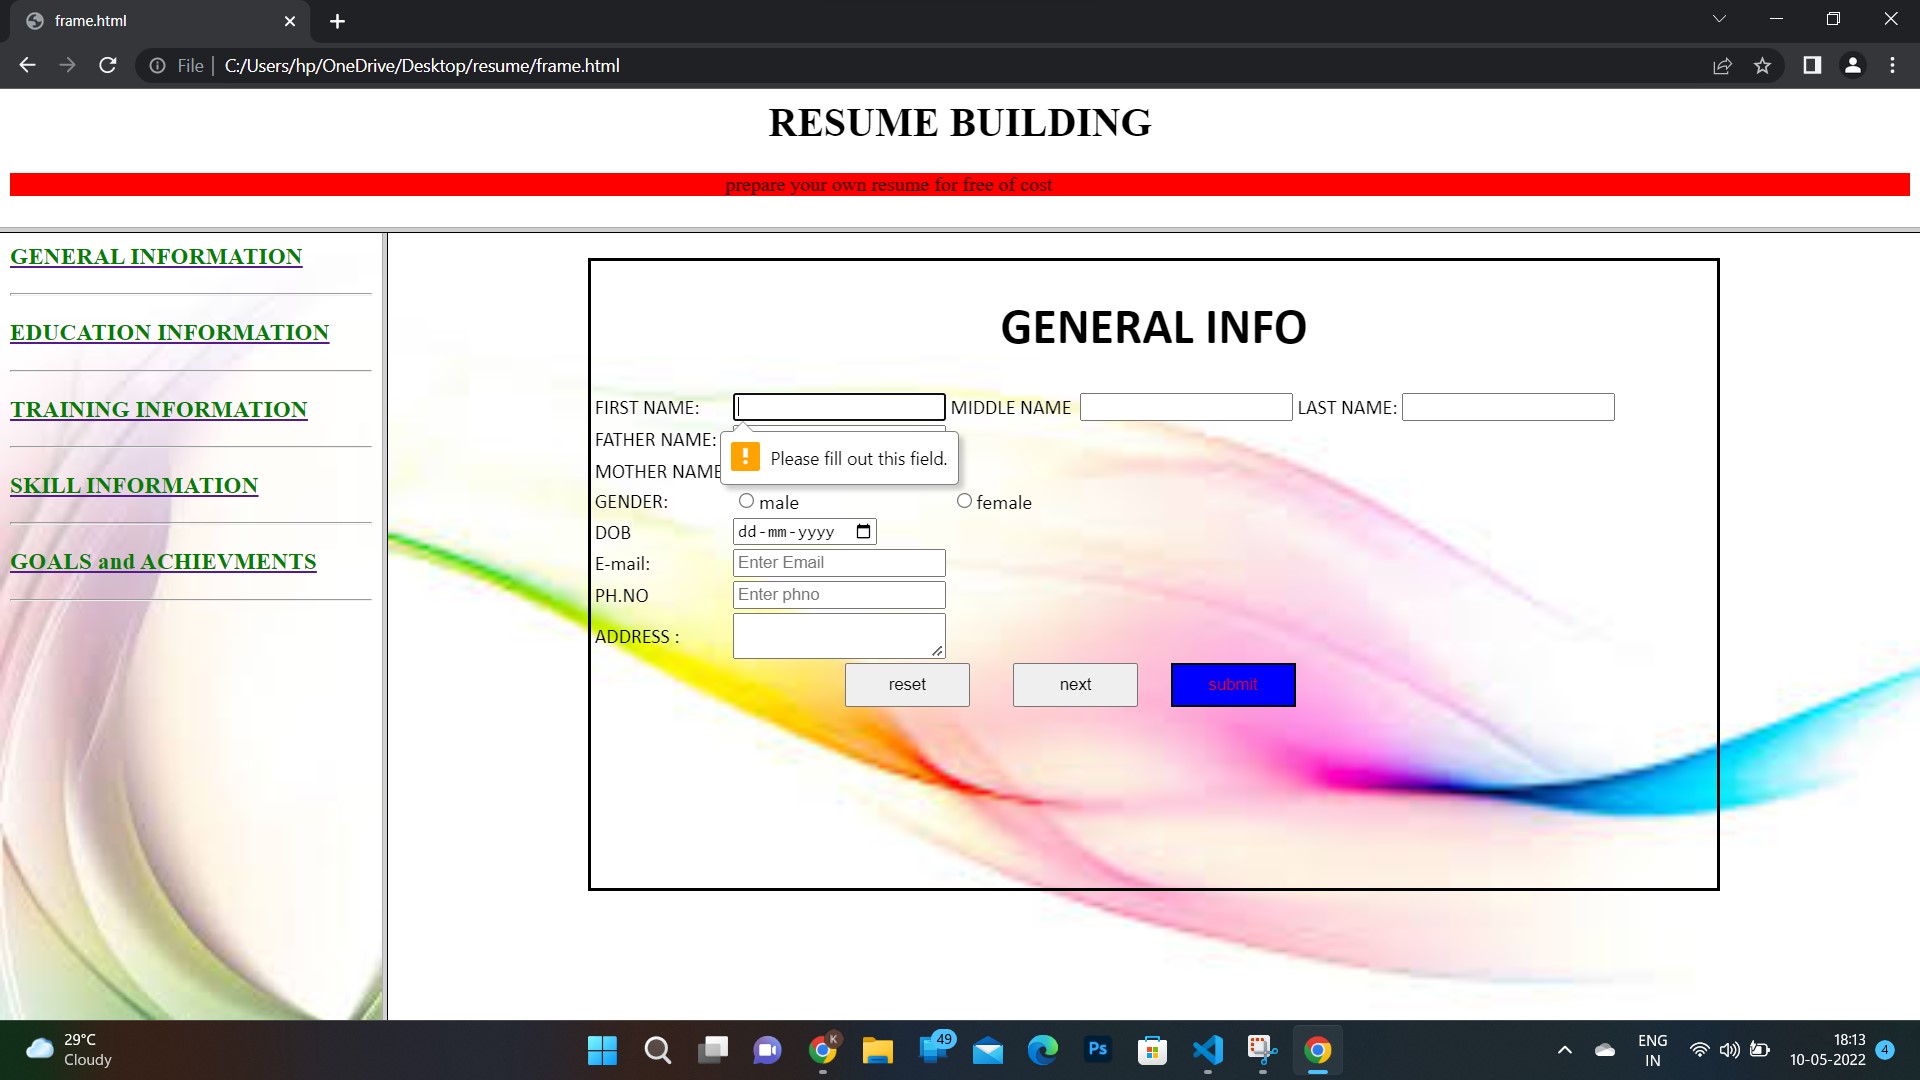 frame.html
File
C:/Users/hp/OneDrive/Desktop/resume/frame.html
RESUME BUILDING
prepare your own resume for free of cost
GENERAL INFORMATION
EDUCATION INFORMATION
TRAINING INFORMATION
SKILL INFORMATION
GOALS and ACHIEVMENTS
GENERAL INFO
FIRST NAME: MIDDLE NAME LAST NAME:
FATHER NAME:
Please fill out this field.
MOTHER NAME
GENDER: male female
DOB dd-mm-yyyy
E-mail: Enter Email
PH.NO Enter phno
ADDRESS :
reset next submit
29°C
Cloudy
K
49
Ps
ENG
IN
18:13
10-05-2022
4